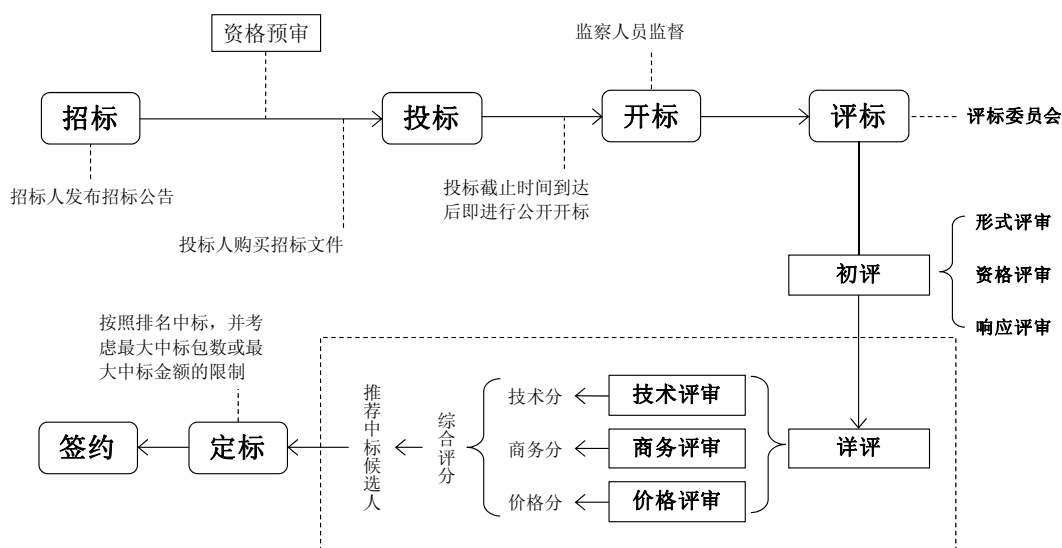 资格预审
监察人员监督
招标
投标
开标
评标
评标委员会
招标人发布招标公告
投标人购买招标文件
投标截止时间到达
后即进行公开开标
初评
形式评审
资格评审
响应评审
详评
技术评审
商务评审
价格评审
技术分
商务分
价格分
综合评分
推荐中标候选人
按照排名中标，并考
虑最大中标包数或最
大中标金额的限制
定标
签约